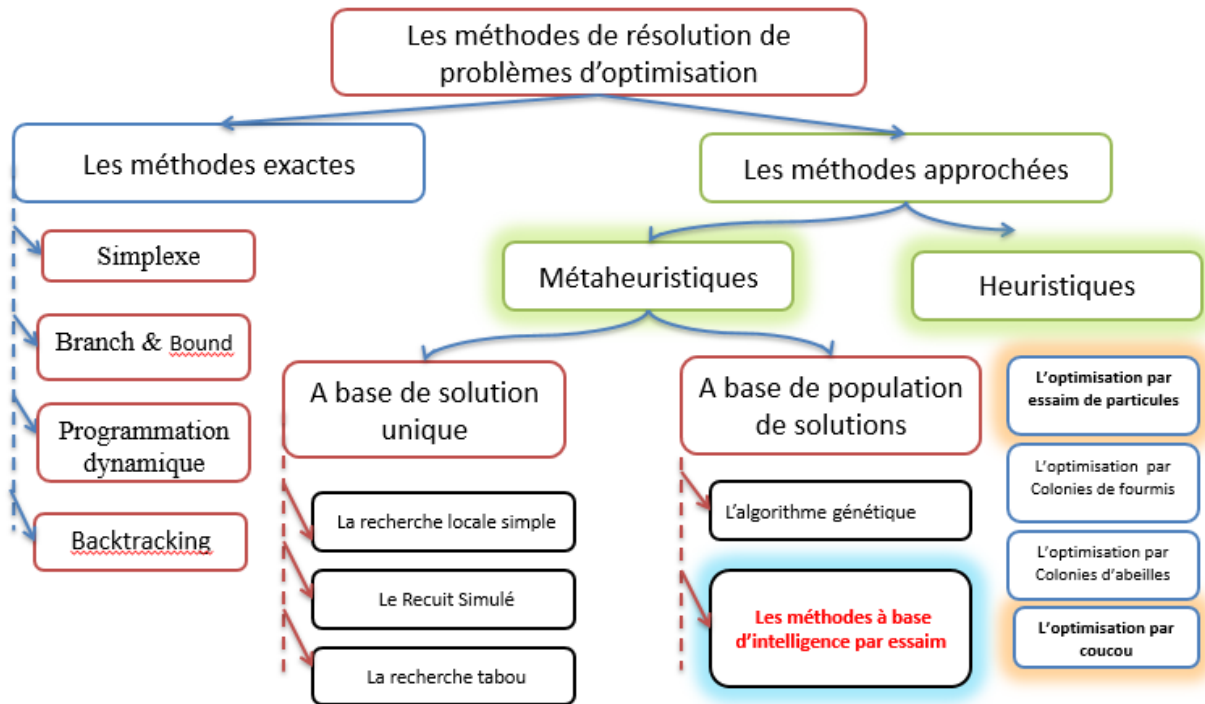 Les méthodes de résolution de
problèmes d'optimisation
Les méthodes exactes
Les méthodes approchées
Simplexe
Branch & Bound
Programmation
dynamique
Backtracking
Métaheuristiques
Heuristiques
A base de solution
unique
La recherche locale simple
Le Recuit Simulé
La recherche tabou
A base de population
de solutions
L'algorithme génétique
Les méthodes à base
d'intelligence par essaim
L'optimisation par
essaim de particules
L'optimisation par
Colonies de fourmis
L'optimisation par
Colonies d'abeilles
L'optimisation par
coucou